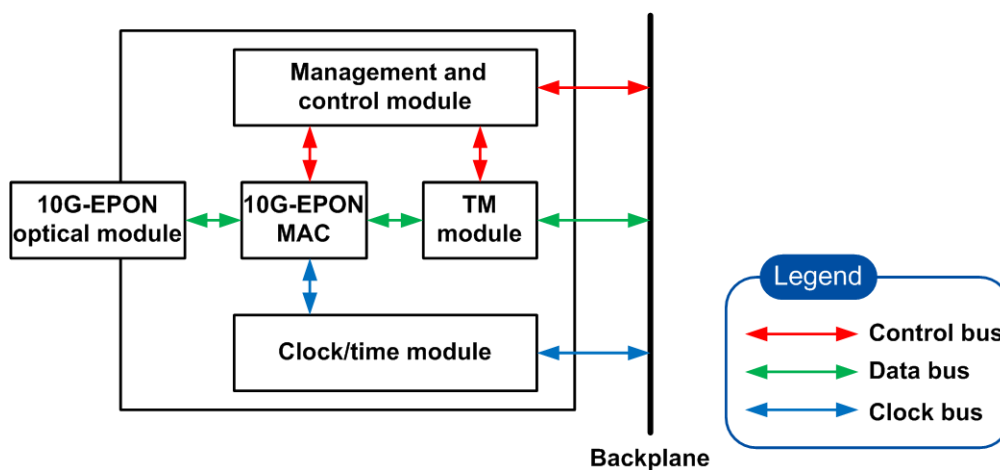 Management and
control module
10G-EPON
optical module
10G-EPON
MAC
TM
module
Clock/time module
Backplane
Legend
Control bus
Data bus
Clock bus